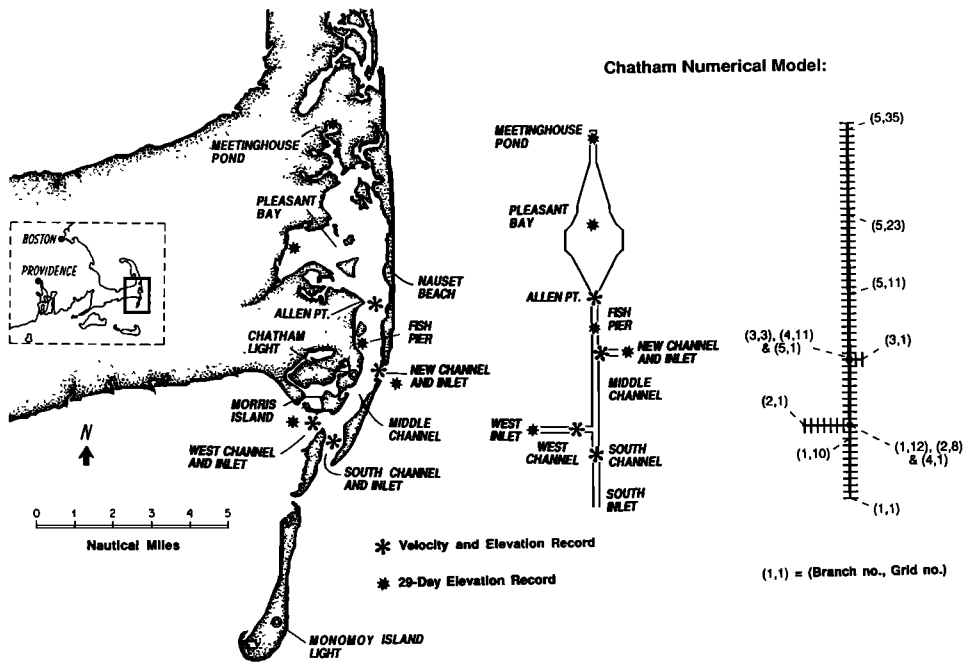 Chatham Numerical Model:
MEETINGHOUSE
POND
PLEASANT
BAY
BOSTON
PROVIDENCE
NAUSET
BEACH
ALLEN PT.
FISH
PIER
CHATHAM
LIGHT
NEW CHANNEL
AND INLET
MORRIS
ISLAND
MIDDLE
CHANNEL
WEST CHANNEL
AND INLET
SOUTH CHANNEL
AND INLET
N
0 1 2 3 4 5
Nautical Miles
MONOMOY ISLAND
LIGHT
Velocity and Elevation Record
29-Day Elevation Record
MEETINGHOUSE
POND
PLEASANT
BAY
ALLEN PT.
FISH
PIER
NEW CHANNEL
AND INLET
MIDDLE
CHANNEL
WEST
INLET
WEST
CHANNEL
SOUTH
CHANNEL
SOUTH
INLET
(5,35)
(5,23)
(5,11)
(3,3), (4,11)
& (5,1)
(3,1)
(2,1)
(1,10)
(1,12), (2,8)
& (4,1)
(1,1)
(1,1) = (Branch no., Grid no.)